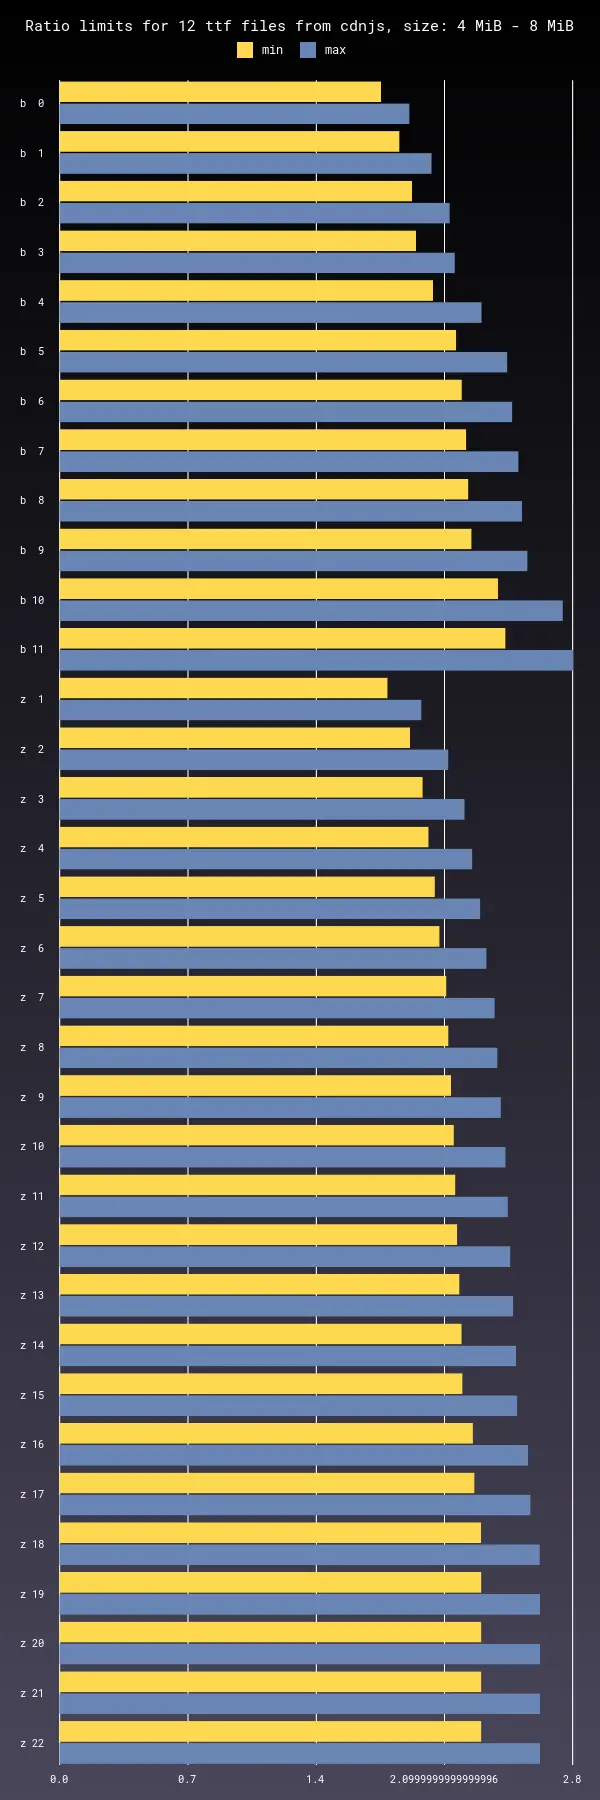 Ratio limits for 12 ttf files from cdnjs, size: 4 MiB - 8 MiB
min max
b 0
b 1
b 2
b 3
b 4
b 5
b 6
b 7
b 8
b 9
b 10
b 11
z 1
z 2
z 3
z 4
z 5
z 6
z 7
z 8
z 9
z 10
z 11
z 12
z 13
z 14
z 15
z 16
z 17
z 18
z 19
z 20
z 21
z 22
0.0 0.7 1.4 2.0999999999999996 2.8